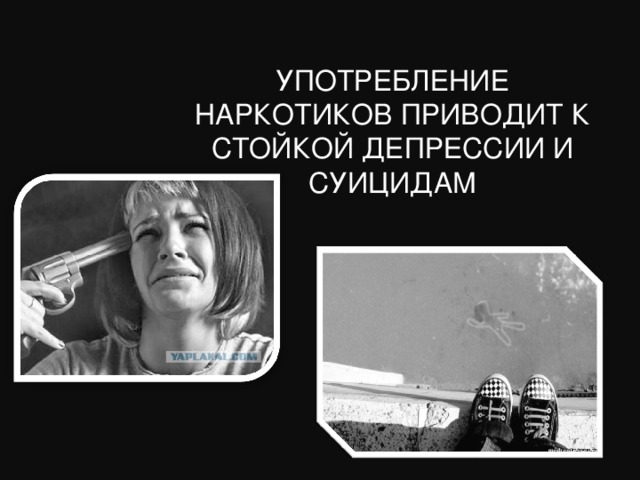 УПОТРЕБЛЕНИЕ
НАРКОТИКОВ ПРИВОДИТ К
СТОЙКОЙ ДЕПРЕССИИ И
СУИЦИДАМ
YAPLAKAL.COM